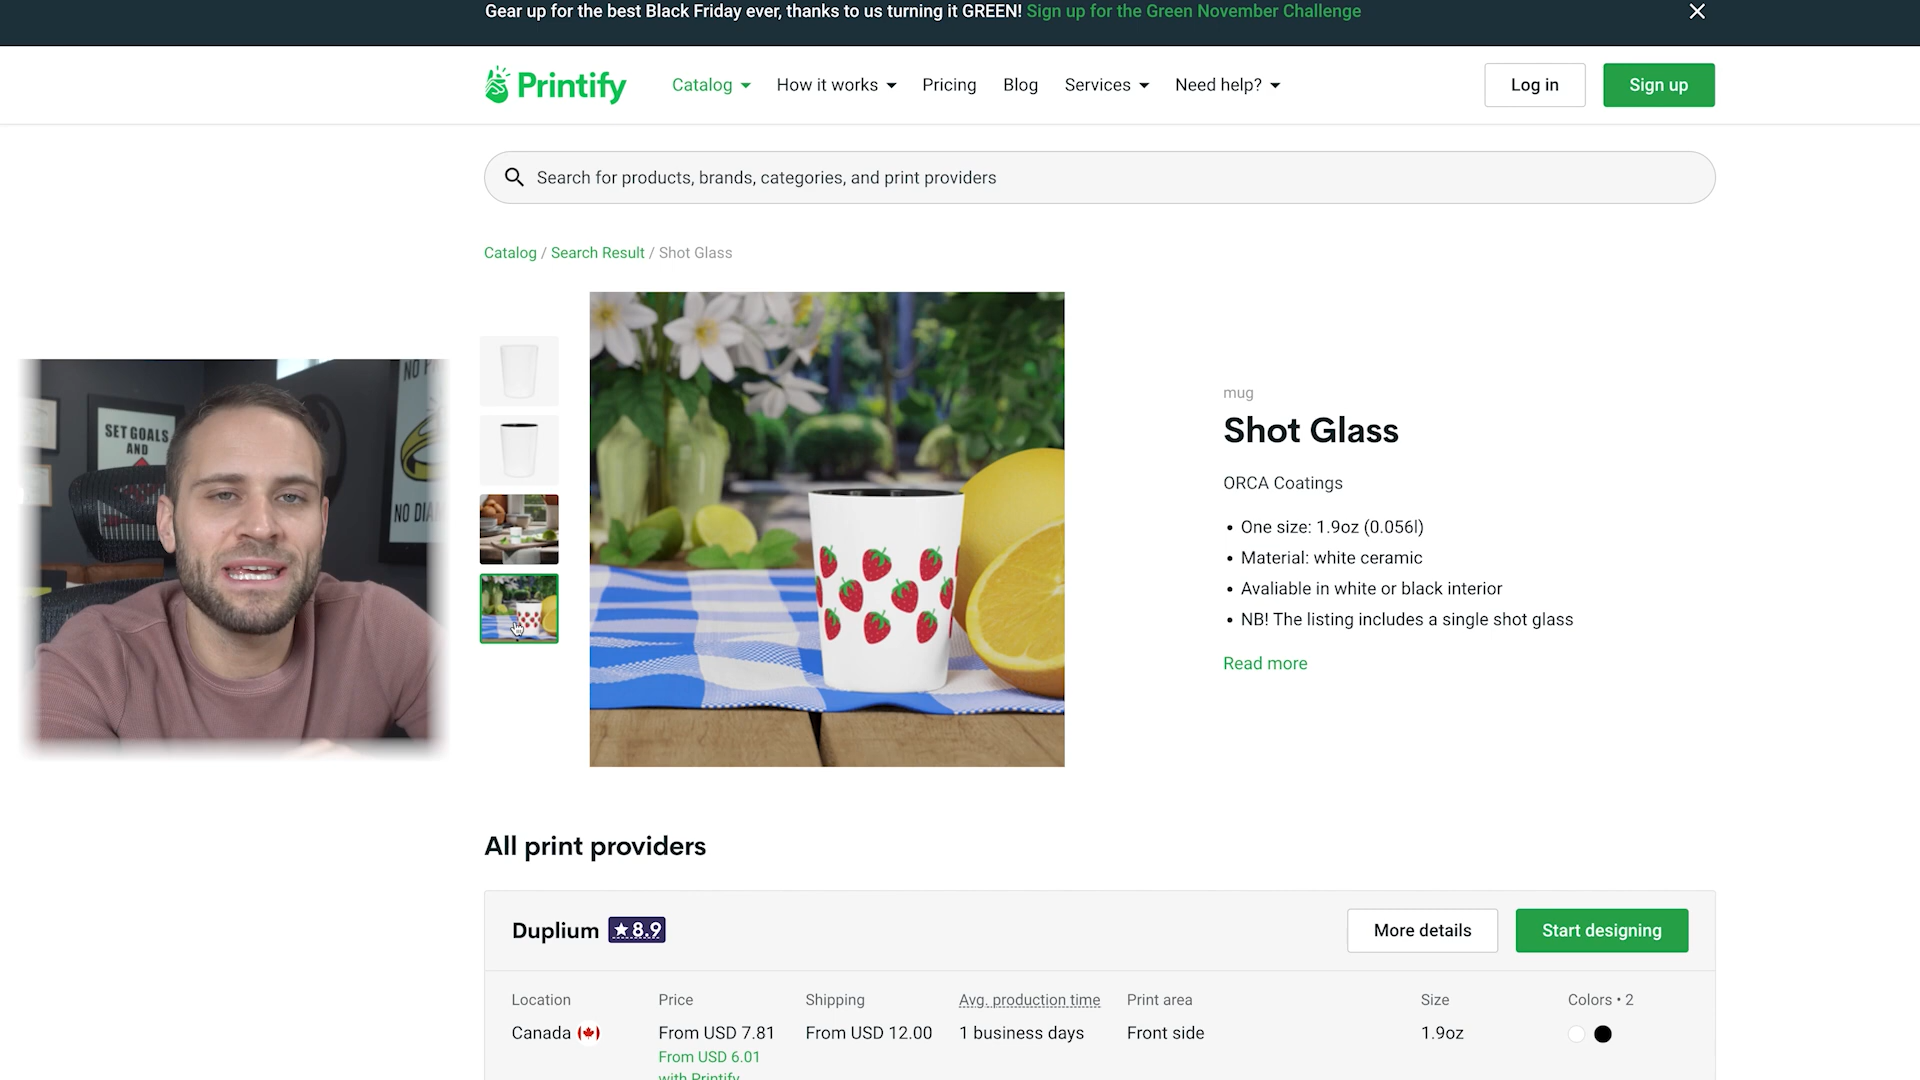 Gear up for the best Black Friday ever, thanks to us turning it GREEN! Sign up for the Green November Challenge
Printify
Catalog
How it works
Pricing
Blog
Services
Need help?
Log in
Sign up
Search for products, brands, categories, and print providers
Catalog / Search Result / Shot Glass
SET GOALS
AND
NO
NO
mug
Shot Glass
ORCA Coatings
• One size: 1.9oz (0.056l)
• Material: white ceramic
• Avaliable in white or black interior
• NB! The listing includes a single shot glass
Read more
All print providers
Duplium ★ 8.9
More details
Start designing
Location
Price
Shipping
Avg. production time
Print area
Size
Colors • 2
Canada
From USD 7.81
From USD 12.00
1 business days
Front side
1.9oz
From USD 6.01
with Printify